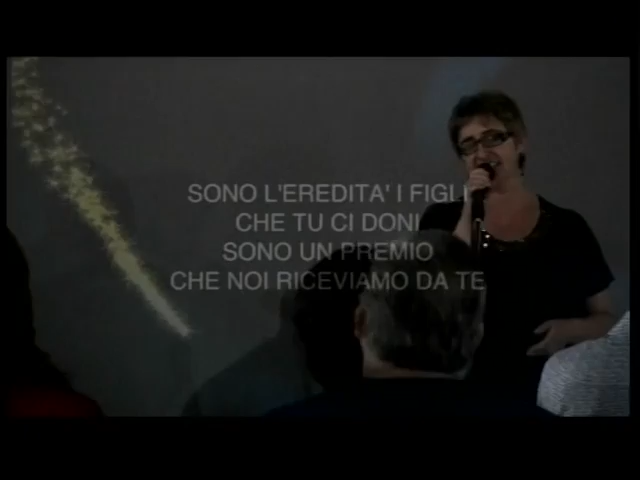 SONO L'EREDITA' I FIGLI
CHE TU CI DONI
SONO UN PREMIO
CHE NOI RICEVIAMO DA TE